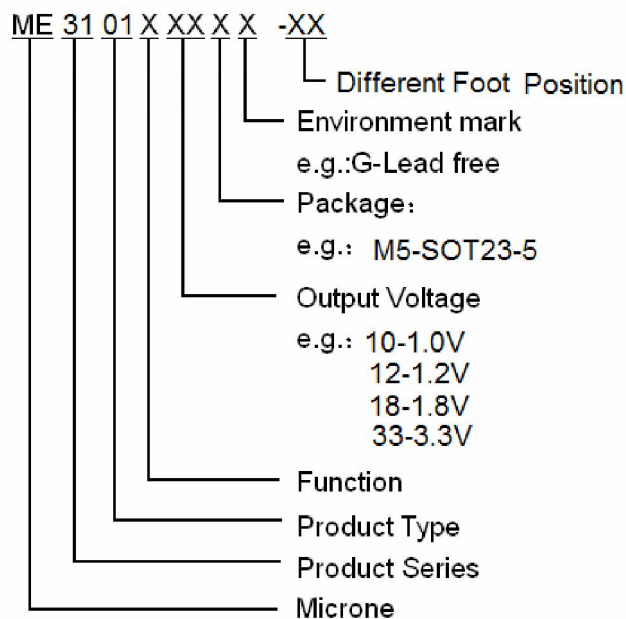 ME 31 01 X XX X X -XX
Different Foot Position
Environment mark
e.g.:G-Lead free
Package：
e.g.： M5-SOT23-5
Output Voltage
e.g.： 10-1.0V
12-1.2V
18-1.8V
33-3.3V
Function
Product Type
Product Series
Microne